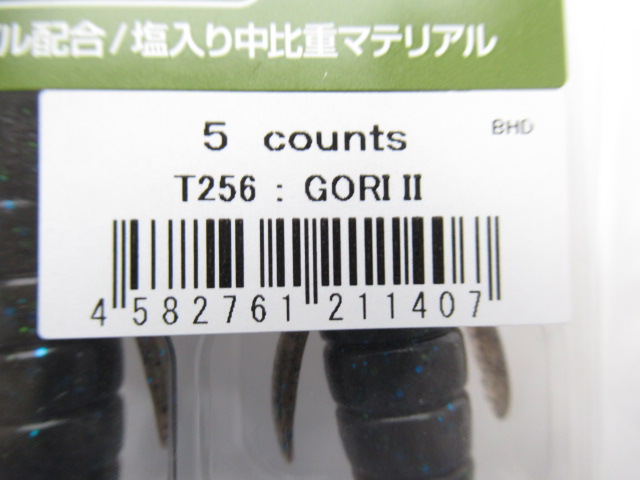 ル配合/塩入り中比重マテリアル
5 counts
BHD
T256 : GORI II
4 582761 211407